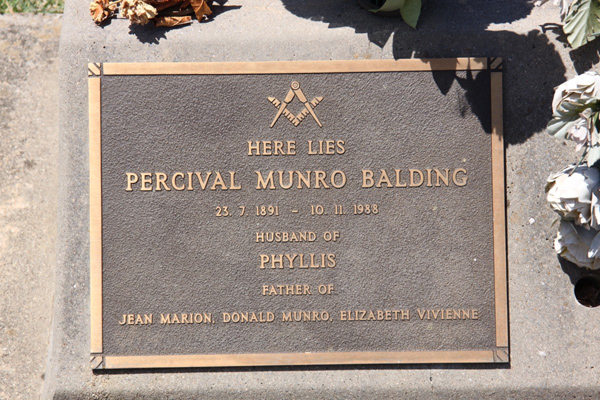 HERE LIES
PERCIVAL MUNRO BALDING
23. 7. 1891 – 10. 11. 1988
HUSBAND OF
PHYLLIS
FATHER OF
JEAN MARION, DONALD MUNRO, ELIZABETH VIVIENNE